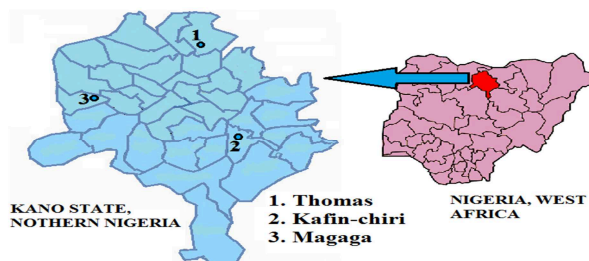 1
3
2
KANO STATE,
NOTHERN NIGERIA
1. Thomas
2. Kafin-chiri
3. Magaga
NIGERIA, WEST
AFRICA